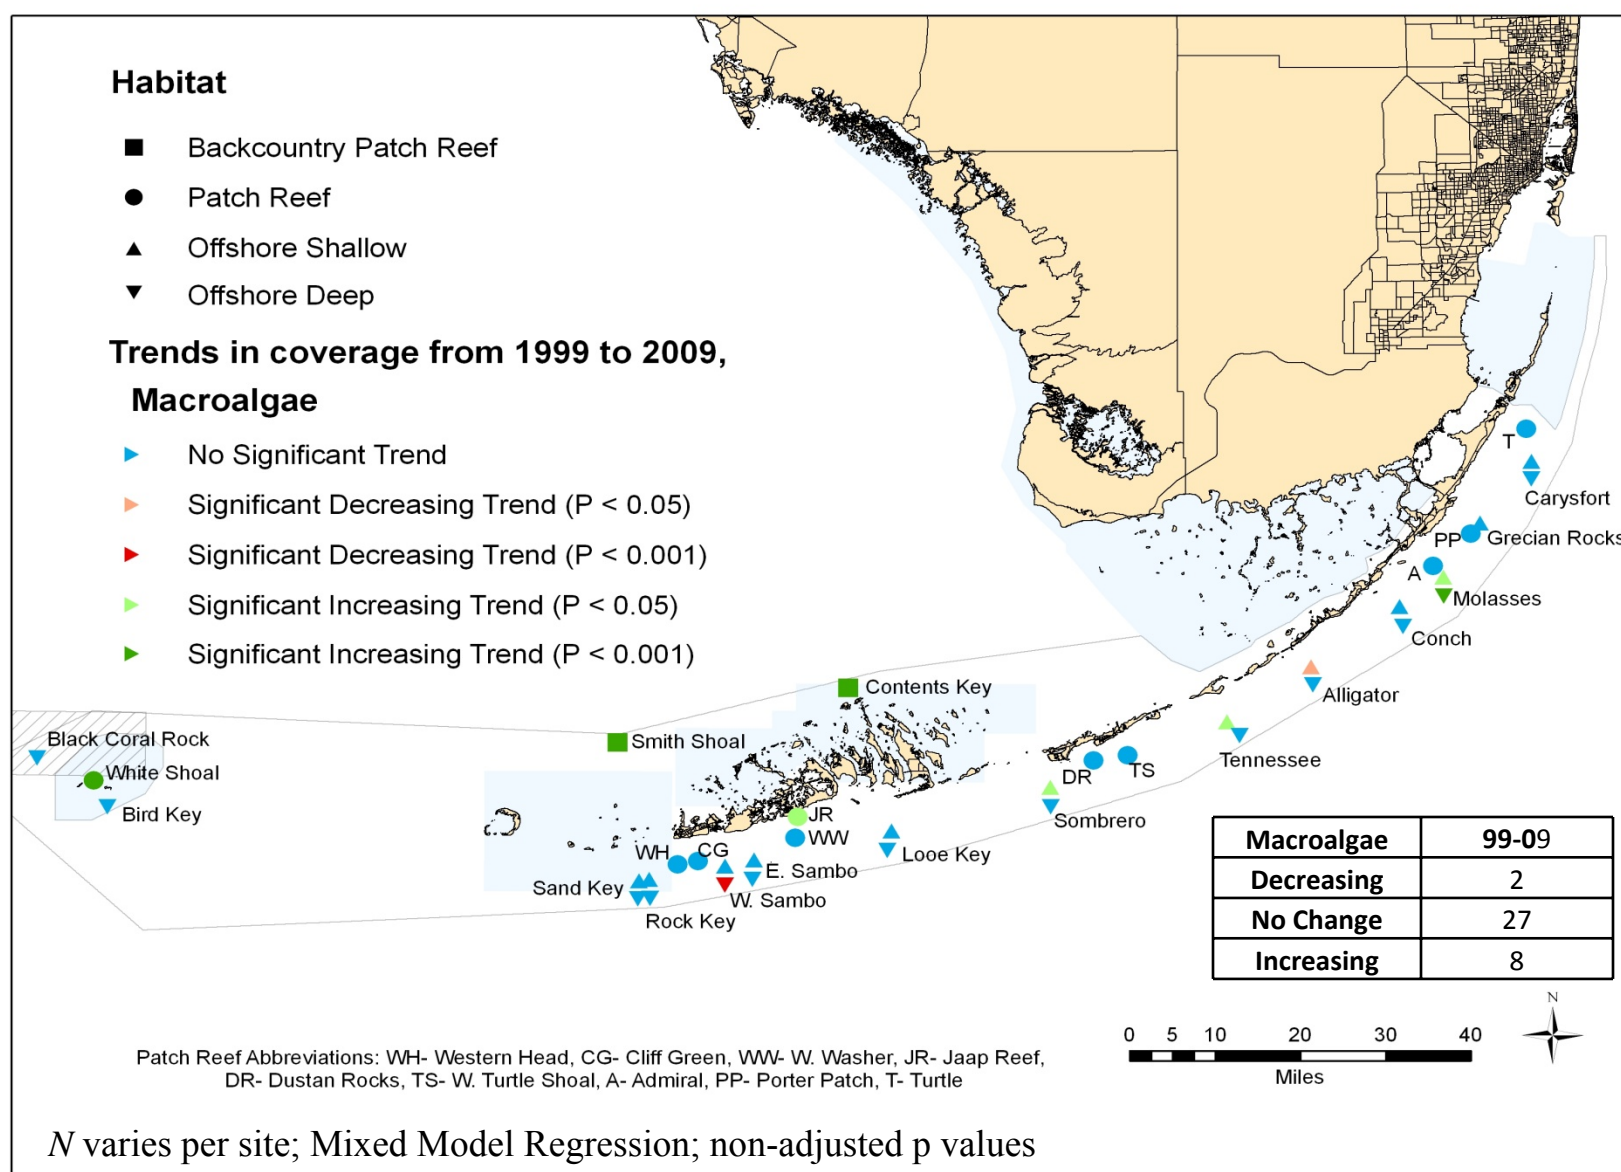 Habitat
Backcountry Patch Reef
Patch Reef
Offshore Shallow
Offshore Deep
Trends in coverage from 1999 to 2009,
Macroalgae
No Significant Trend
Significant Decreasing Trend (P < 0.05)
Significant Decreasing Trend (P < 0.001)
Significant Increasing Trend (P < 0.05)
Significant Increasing Trend (P < 0.001)
T
Carysfort
PP
Grecian Rocks
A
Molasses
Conch
Contents Key
Alligator
Black Coral Rock
Smith Shoal
Tennessee
White Shoal
DR
TS
Bird Key
JR
Sombrero
WW
WH
CG
Looe Key
E. Sambo
Sand Key
W. Sambo
Rock Key
Macroalgae 99-09
Decreasing 2
No Change 27
Increasing 8
N
0 5 10 20 30 40
Miles
Patch Reef Abbreviations: WH- Western Head, CG- Cliff Green, WW- W. Washer, JR- Jaap Reef,
DR- Dustan Rocks, TS- W. Turtle Shoal, A- Admiral, PP- Porter Patch, T- Turtle
N varies per site; Mixed Model Regression; non-adjusted p values